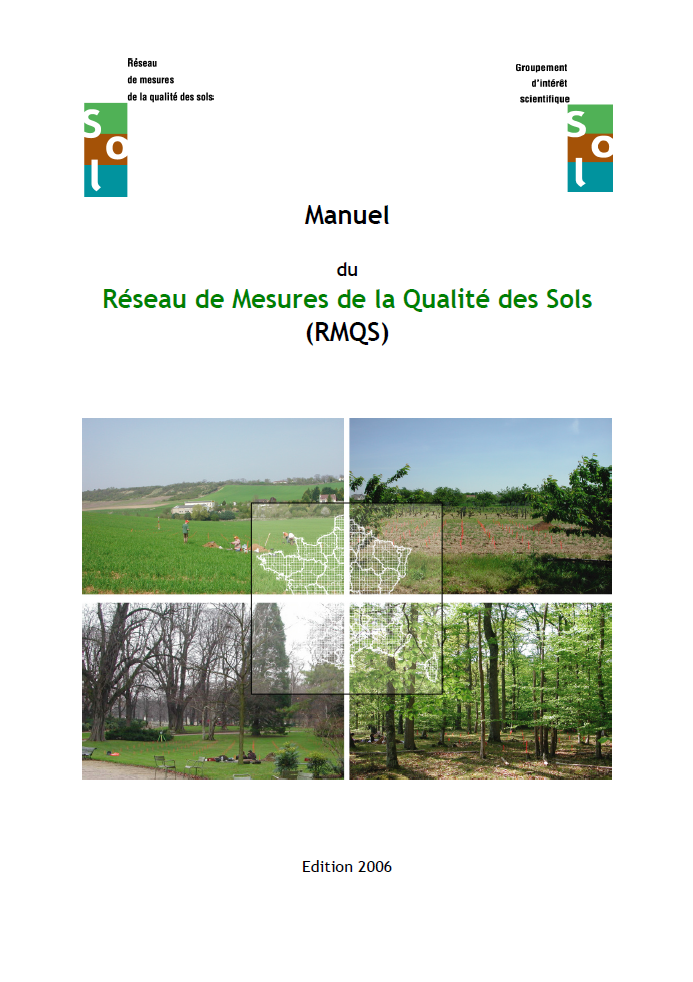 Réseau
de mesures
de la qualité des sols:
Sol
Groupement
d'intérêt
scientifique
Sol
Manuel
du
Réseau de Mesures de la Qualité des Sols
(RMQS)
Edition 2006